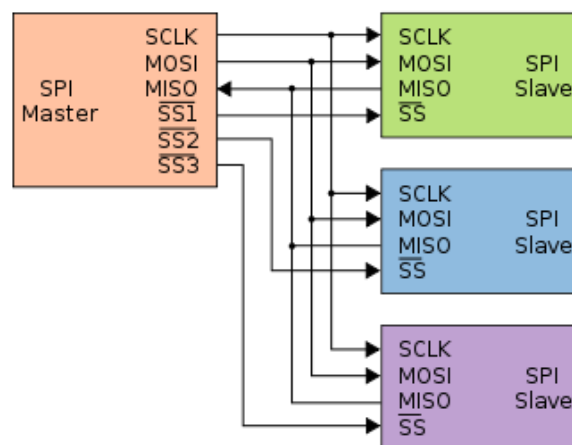 SCLK
MOSI
MISO
SS1
SS2
SS3
SPI
Master
SCLK
MOSI
MISO
SS
SPI
Slave
SCLK
MOSI
MISO
SS
SPI
Slave
SCLK
MOSI
MISO
SS
SPI
Slave